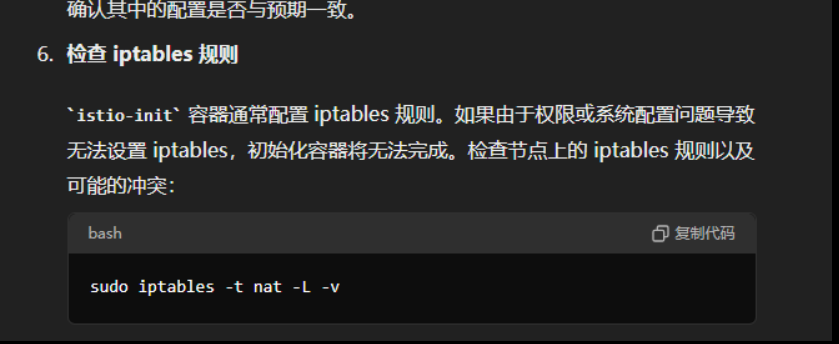 确认其中的配置是否与预期一致。
6. 检查 iptables 规则
`istio-init` 容器通常配置 iptables 规则。如果由于权限或系统配置问题导致
无法设置 iptables，初始化容器将无法完成。检查节点上的 iptables 规则以及
可能的冲突：
bash 复制代码
sudo iptables -t nat -L -v